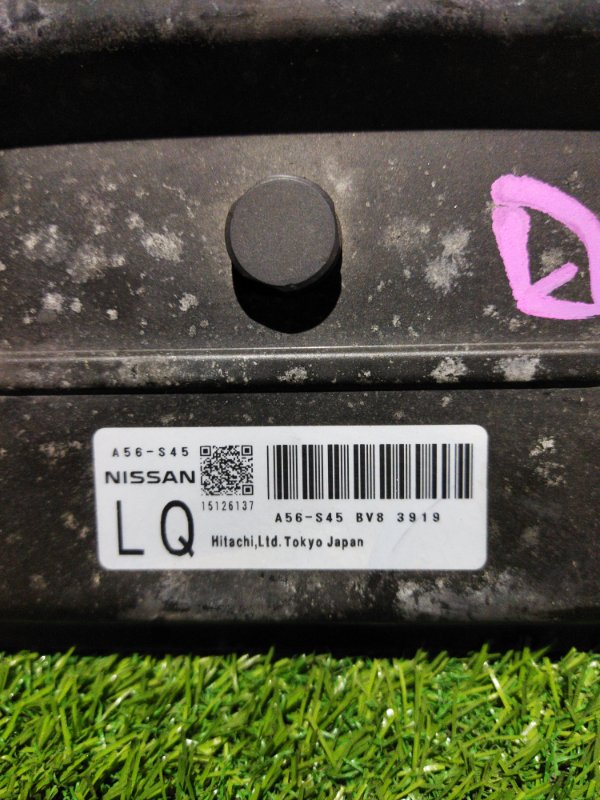 A56-S45
NISSAN
15126137
LQ
A56-S45 BV8 3919
Hitachi,Ltd.Tokyo Japan